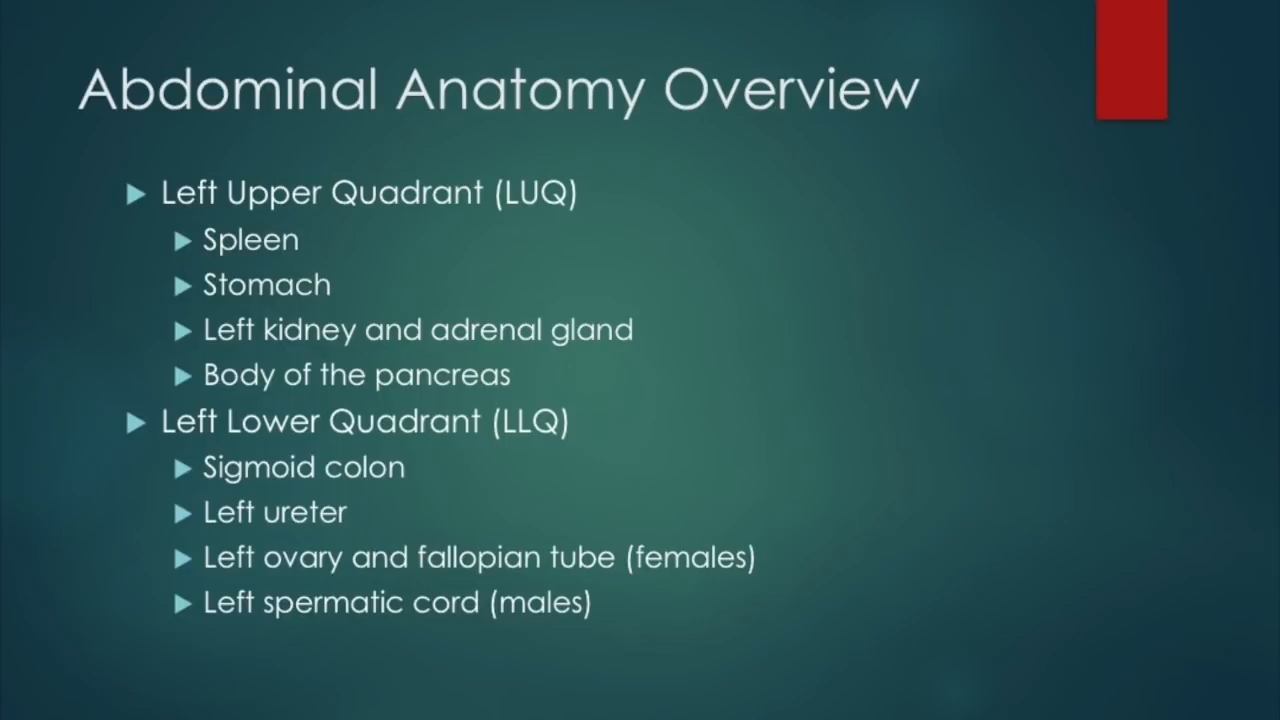 Abdominal Anatomy Overview
Left Upper Quadrant (LUQ)
Spleen
Stomach
Left kidney and adrenal gland
Body of the pancreas
Left Lower Quadrant (LLQ)
Sigmoid colon
Left ureter
Left ovary and fallopian tube (females)
Left spermatic cord (males)